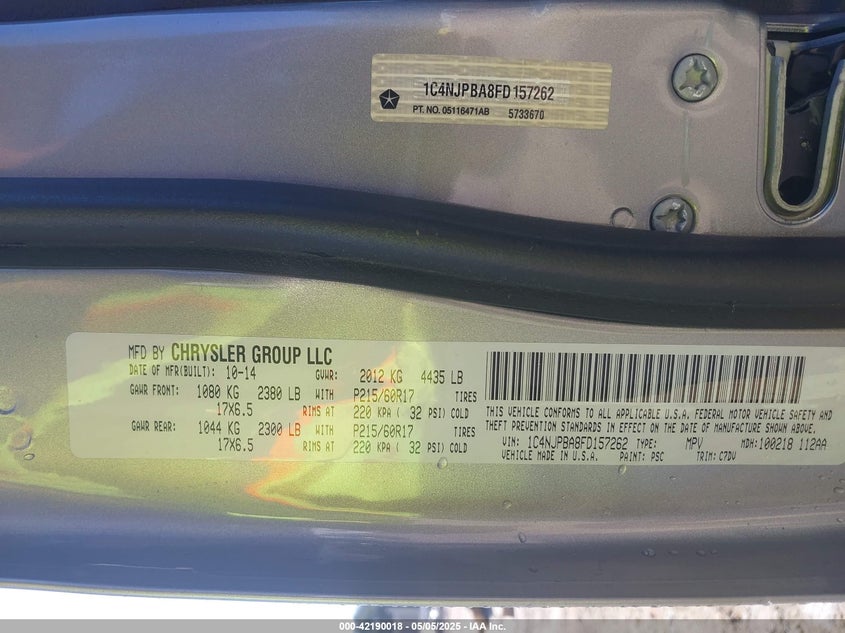 1C4NJPBA8FD157262
PT. NO. 05116471AB 5733670
MFD BY CHRYSLER GROUP LLC
DATE OF MFR(BUILT): 10-14 GVWR: 2012 KG 4435 LB
GAWR FRONT: 1080 KG 2380 LB WITH P215/60R17 TIRES
17X6.5 RIMS AT 220 KPA ( 32 PSI) COLD
GAWR REAR: 1044 KG 2300 LB WITH P215/60R17 TIRES
17X6.5 RIMS AT 220 KPA ( 32 PSI) COLD
THIS VEHICLE CONFORMS TO ALL APPLICABLE U.S.A. FEDERAL MOTOR VEHICLE SAFETY AND
THEFT PREVENTION STANDARDS IN EFFECT ON THE DATE OF MANUFACTURE SHOWN ABOVE.
VIN: 1C4NJPBA8FD157262 TYPE: MPV MDH:100218 112AA
VEHICLE MADE IN U.S.A. PAINT: PSC TRIM: C7DV
000-42190018 - 05/05/2025 - IAA, Inc.